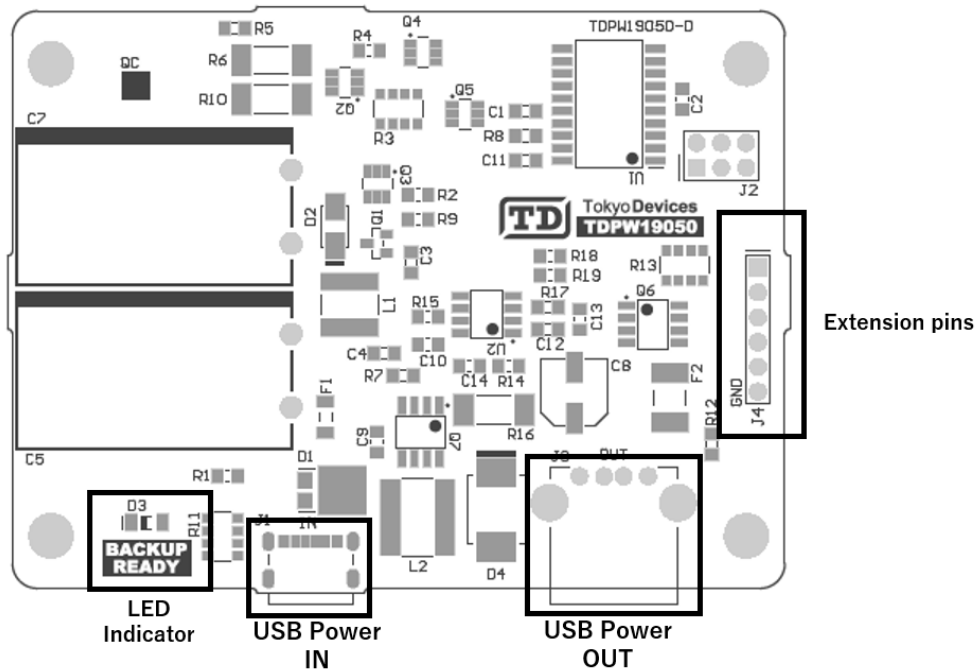 TDPW1905D-D
R5
Q4
R4
R6
QC
Q2
Q5
R10
R3
C1
C2
R8
C11
U1
J2
C7
Q3
R2
D2
ID1
R9
C3
TD
Tokyo Devices
TDPW19050
R18
R19
R13
L1
R15
R17
C13
Q6
U2
C12
C4
C10
R7
C14
R14
C8
F2
F1
GND
J4
Extension pins
R16
R12
C9
Q7
C5
R1
D1
IN
J1
J3
OUT
D3
R11
BACKUP
READY
L2
D4
LED
Indicator
USB Power
IN
USB Power
OUT